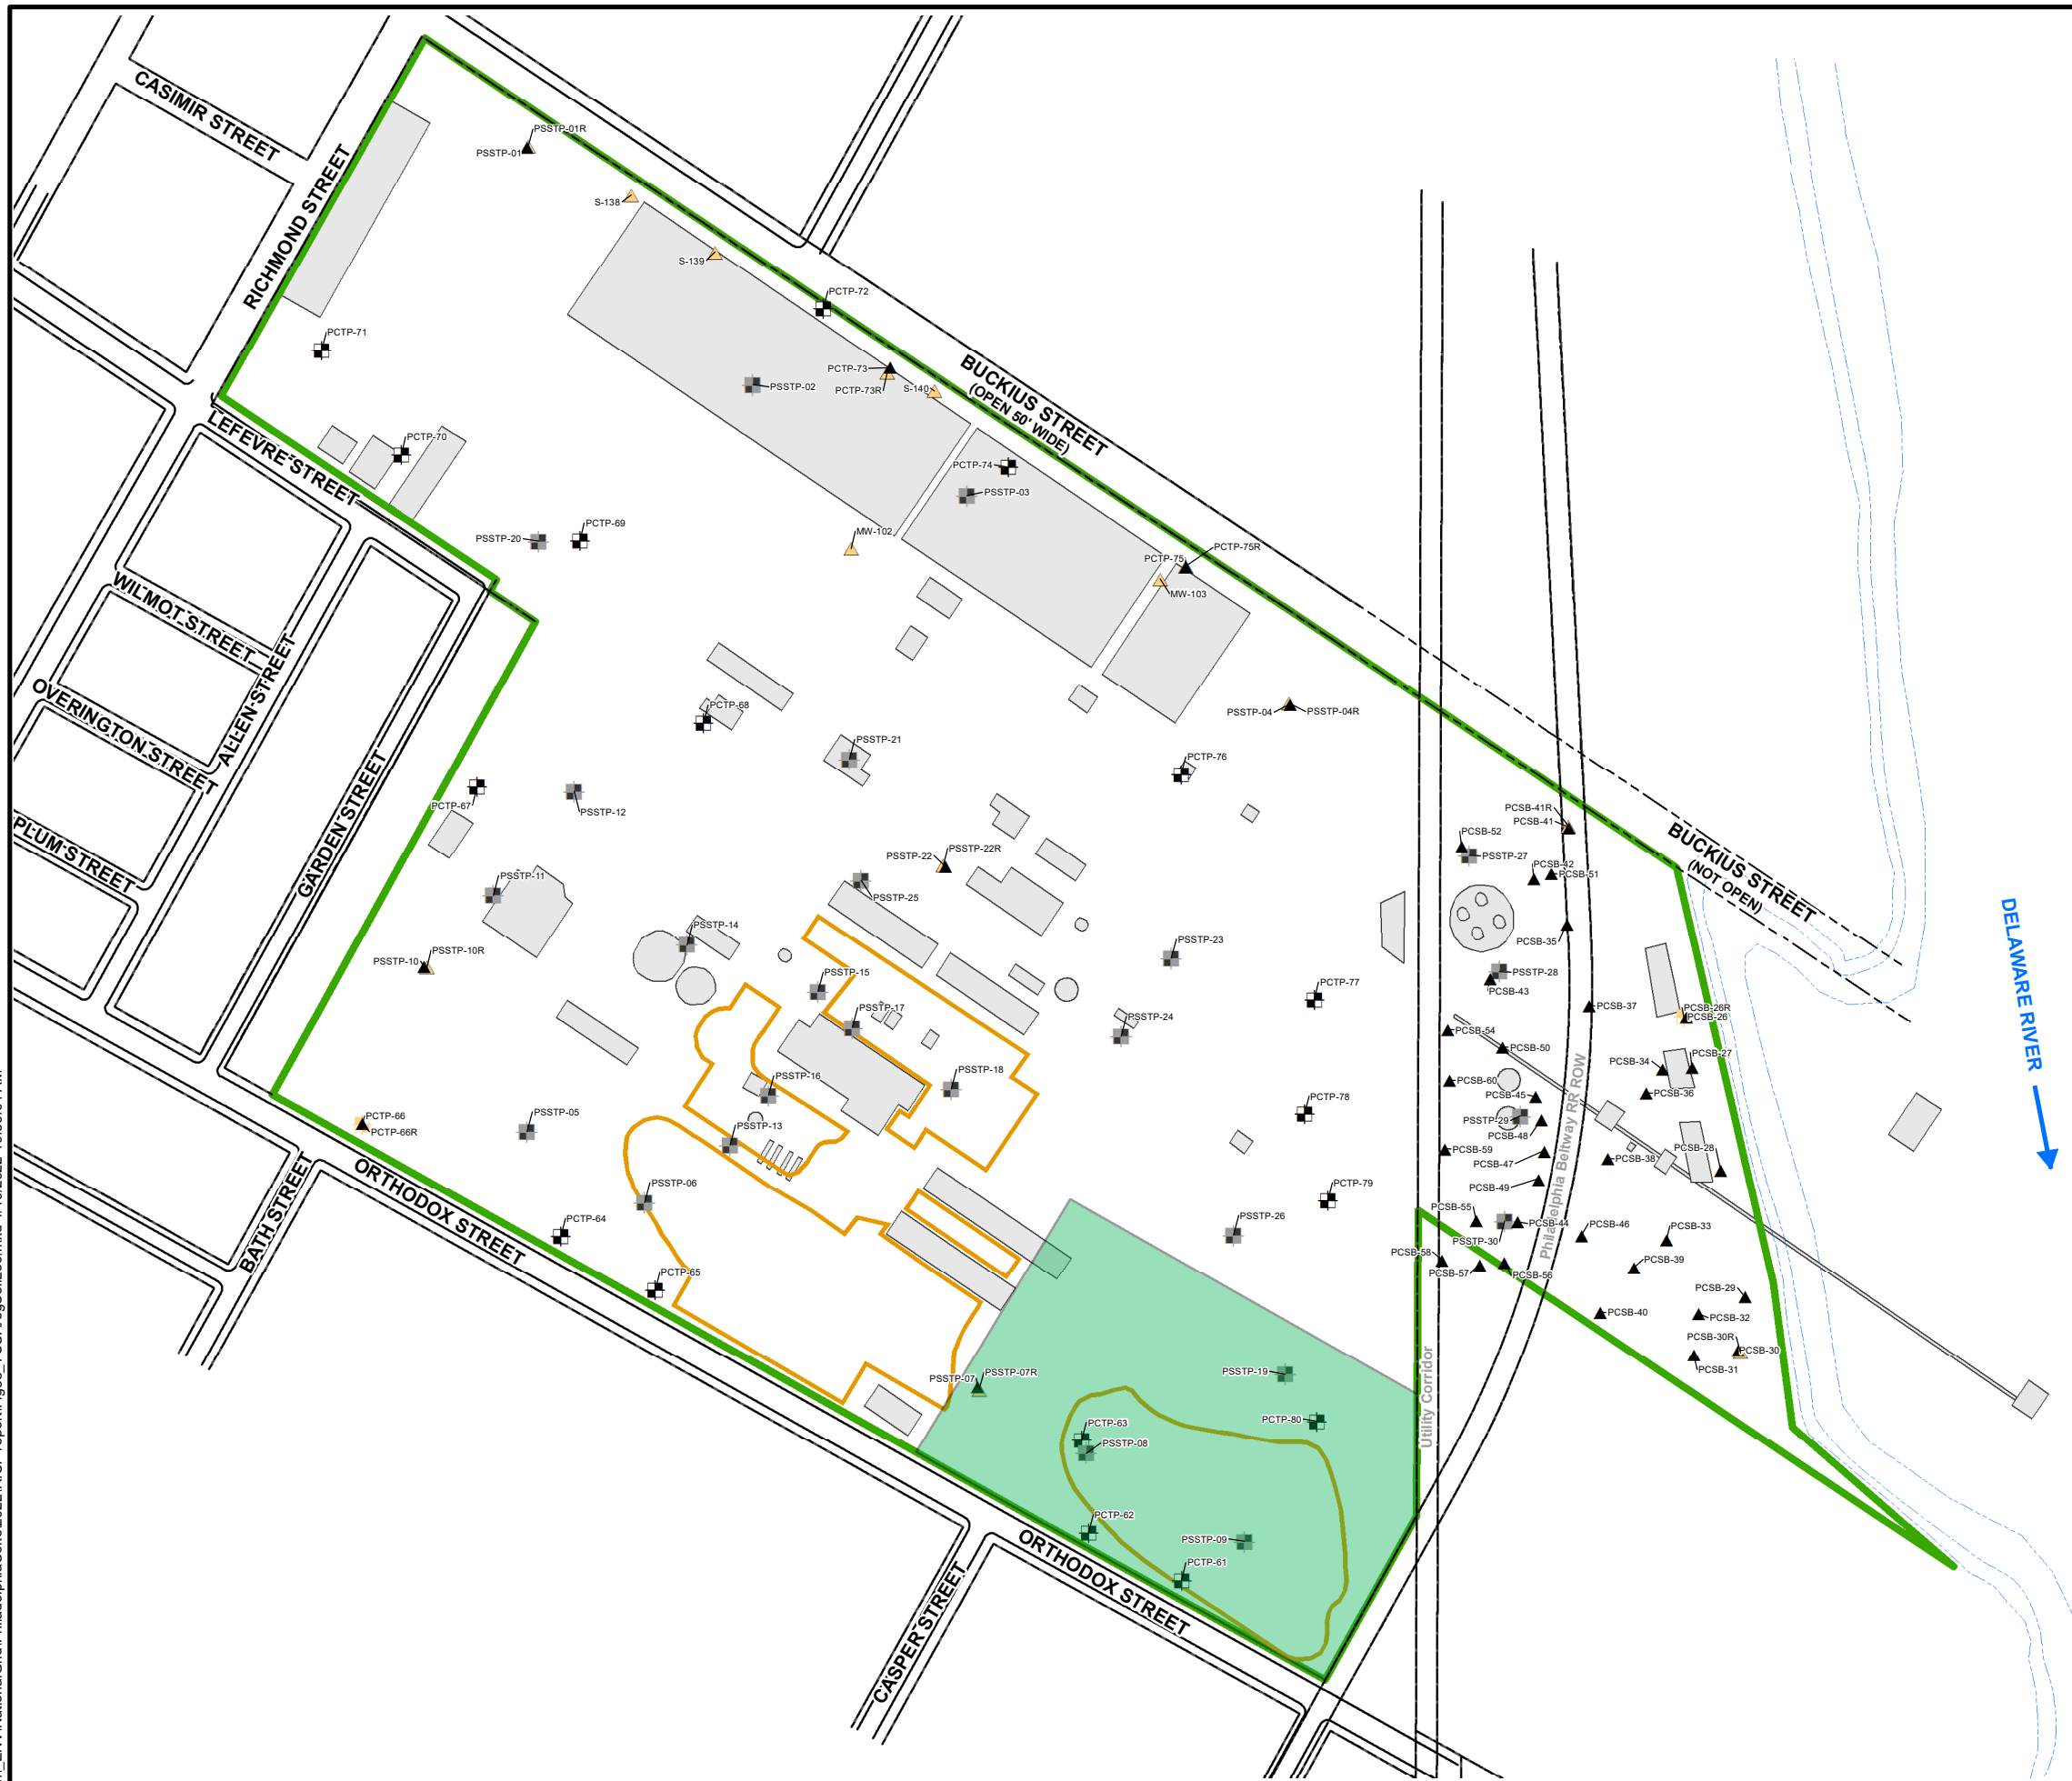 CASIMIR STREET
PSSTP-01R
PSSTP-01
RICHMOND STREET
S-138
S-139
PCTP-72
PCTP-71
PCTP-73
PCTP-73R
S-140
PSSTP-02
BUCKIUS STREET
(OPEN 50' WIDE)
LEFEVRE STREET
PCTP-70
PCTP-74
PSSTP-03
PCTP-69
PSSTP-20
MW-102
PCTP-75R
PCTP-75
MW-103
WILMOT STREET
ALLEN STREET
OVERINGTON STREET
PCTP-68
PSSTP-04
PSSTP-04R
PSSTP-21
PCTP-76
GARDEN STREET
PCTP-67
PSSTP-12
PLUM STREET
PCSB-41R
PCSB-41
PCSB-52
PSSTP-27
PCSB-42
PCSB-51
BUCKIUS STREET
(NOT OPEN)
PSSTP-22
PSSTP-22R
PSSTP-11
PSSTP-25
PSSTP-14
PSSTP-23
PCSB-35
DELAWARE RIVER
PSSTP-10
PSSTP-10R
PSSTP-15
PSSTP-28
PCSB-43
PCTP-77
PSSTP-17
PSSTP-24
PCSB-37
PCSB-26R
PCSB-26
PCSB-54
PCSB-50
PCSB-34
PCSB-27
PSSTP-16
PSSTP-18
PCSB-60
PCSB-45
PCSB-36
PCTP-66
PCTP-66R
PSSTP-05
PSSTP-13
PCTP-78
PSSTP-29
PCSB-48
Philadelphia Beltway RR ROW
PCSB-59
PCSB-47
PCSB-38
PCSB-28
BATH STREET
ORTHODOX STREET
PSSTP-06
PCTP-79
PCSB-49
PCTP-64
PSSTP-26
PCSB-55
PCSB-44
PSSTP-30
PCSB-46
PCSB-33
PCTP-65
PCSB-58
PCSB-57
PCSB-56
PCSB-39
PCSB-29
PCSB-40
PCSB-32
PCSB-30R
PCSB-30
PCSB-31
PSSTP-07
PSSTP-07R
PSSTP-19
Utility Corridor
PCTP-63
PSSTP-08
PCTP-80
PCTP-62
PSSTP-09
PCTP-61
ORTHODOX STREET
CASPER STREET